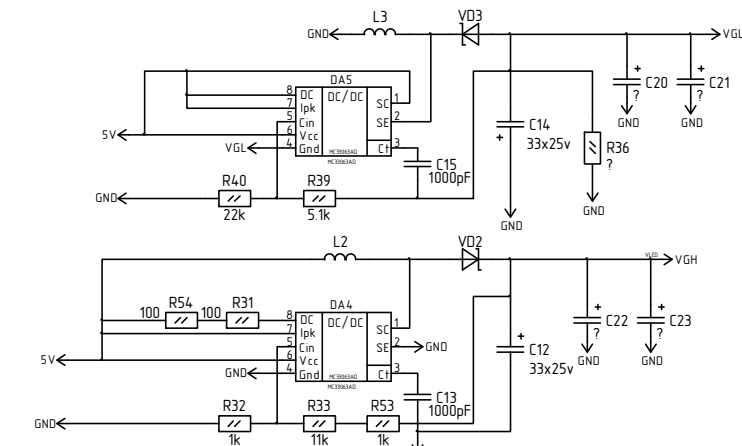 L3
VD3
GND
VGL
DA5
8
DC
DC/DC
SC
1
7
Ipk
5
Cin
SE
2
6
Vcc
5V
4
Gnd
Ct
3
VGL
MC33063AD
MC33063AD
C15
1000pF
C14
33x25v
+
+
C20
?
GND
+
C21
?
GND
R36
?
GND
GND
GND
R40
22k
R39
5.1k
L2
VD2
VLED
VGH
100
R54
100
R31
DA4
8
DC
DC/DC
SC
1
7
Ipk
5
Cin
SE
2
GND
6
Vcc
5V
4
Gnd
Ct
3
GND
MC33063AD
MC33063AD
C13
1000pF
+
C12
33x25v
+
C22
?
GND
+
C23
?
GND
GND
R32
1k
R33
11k
R53
1k